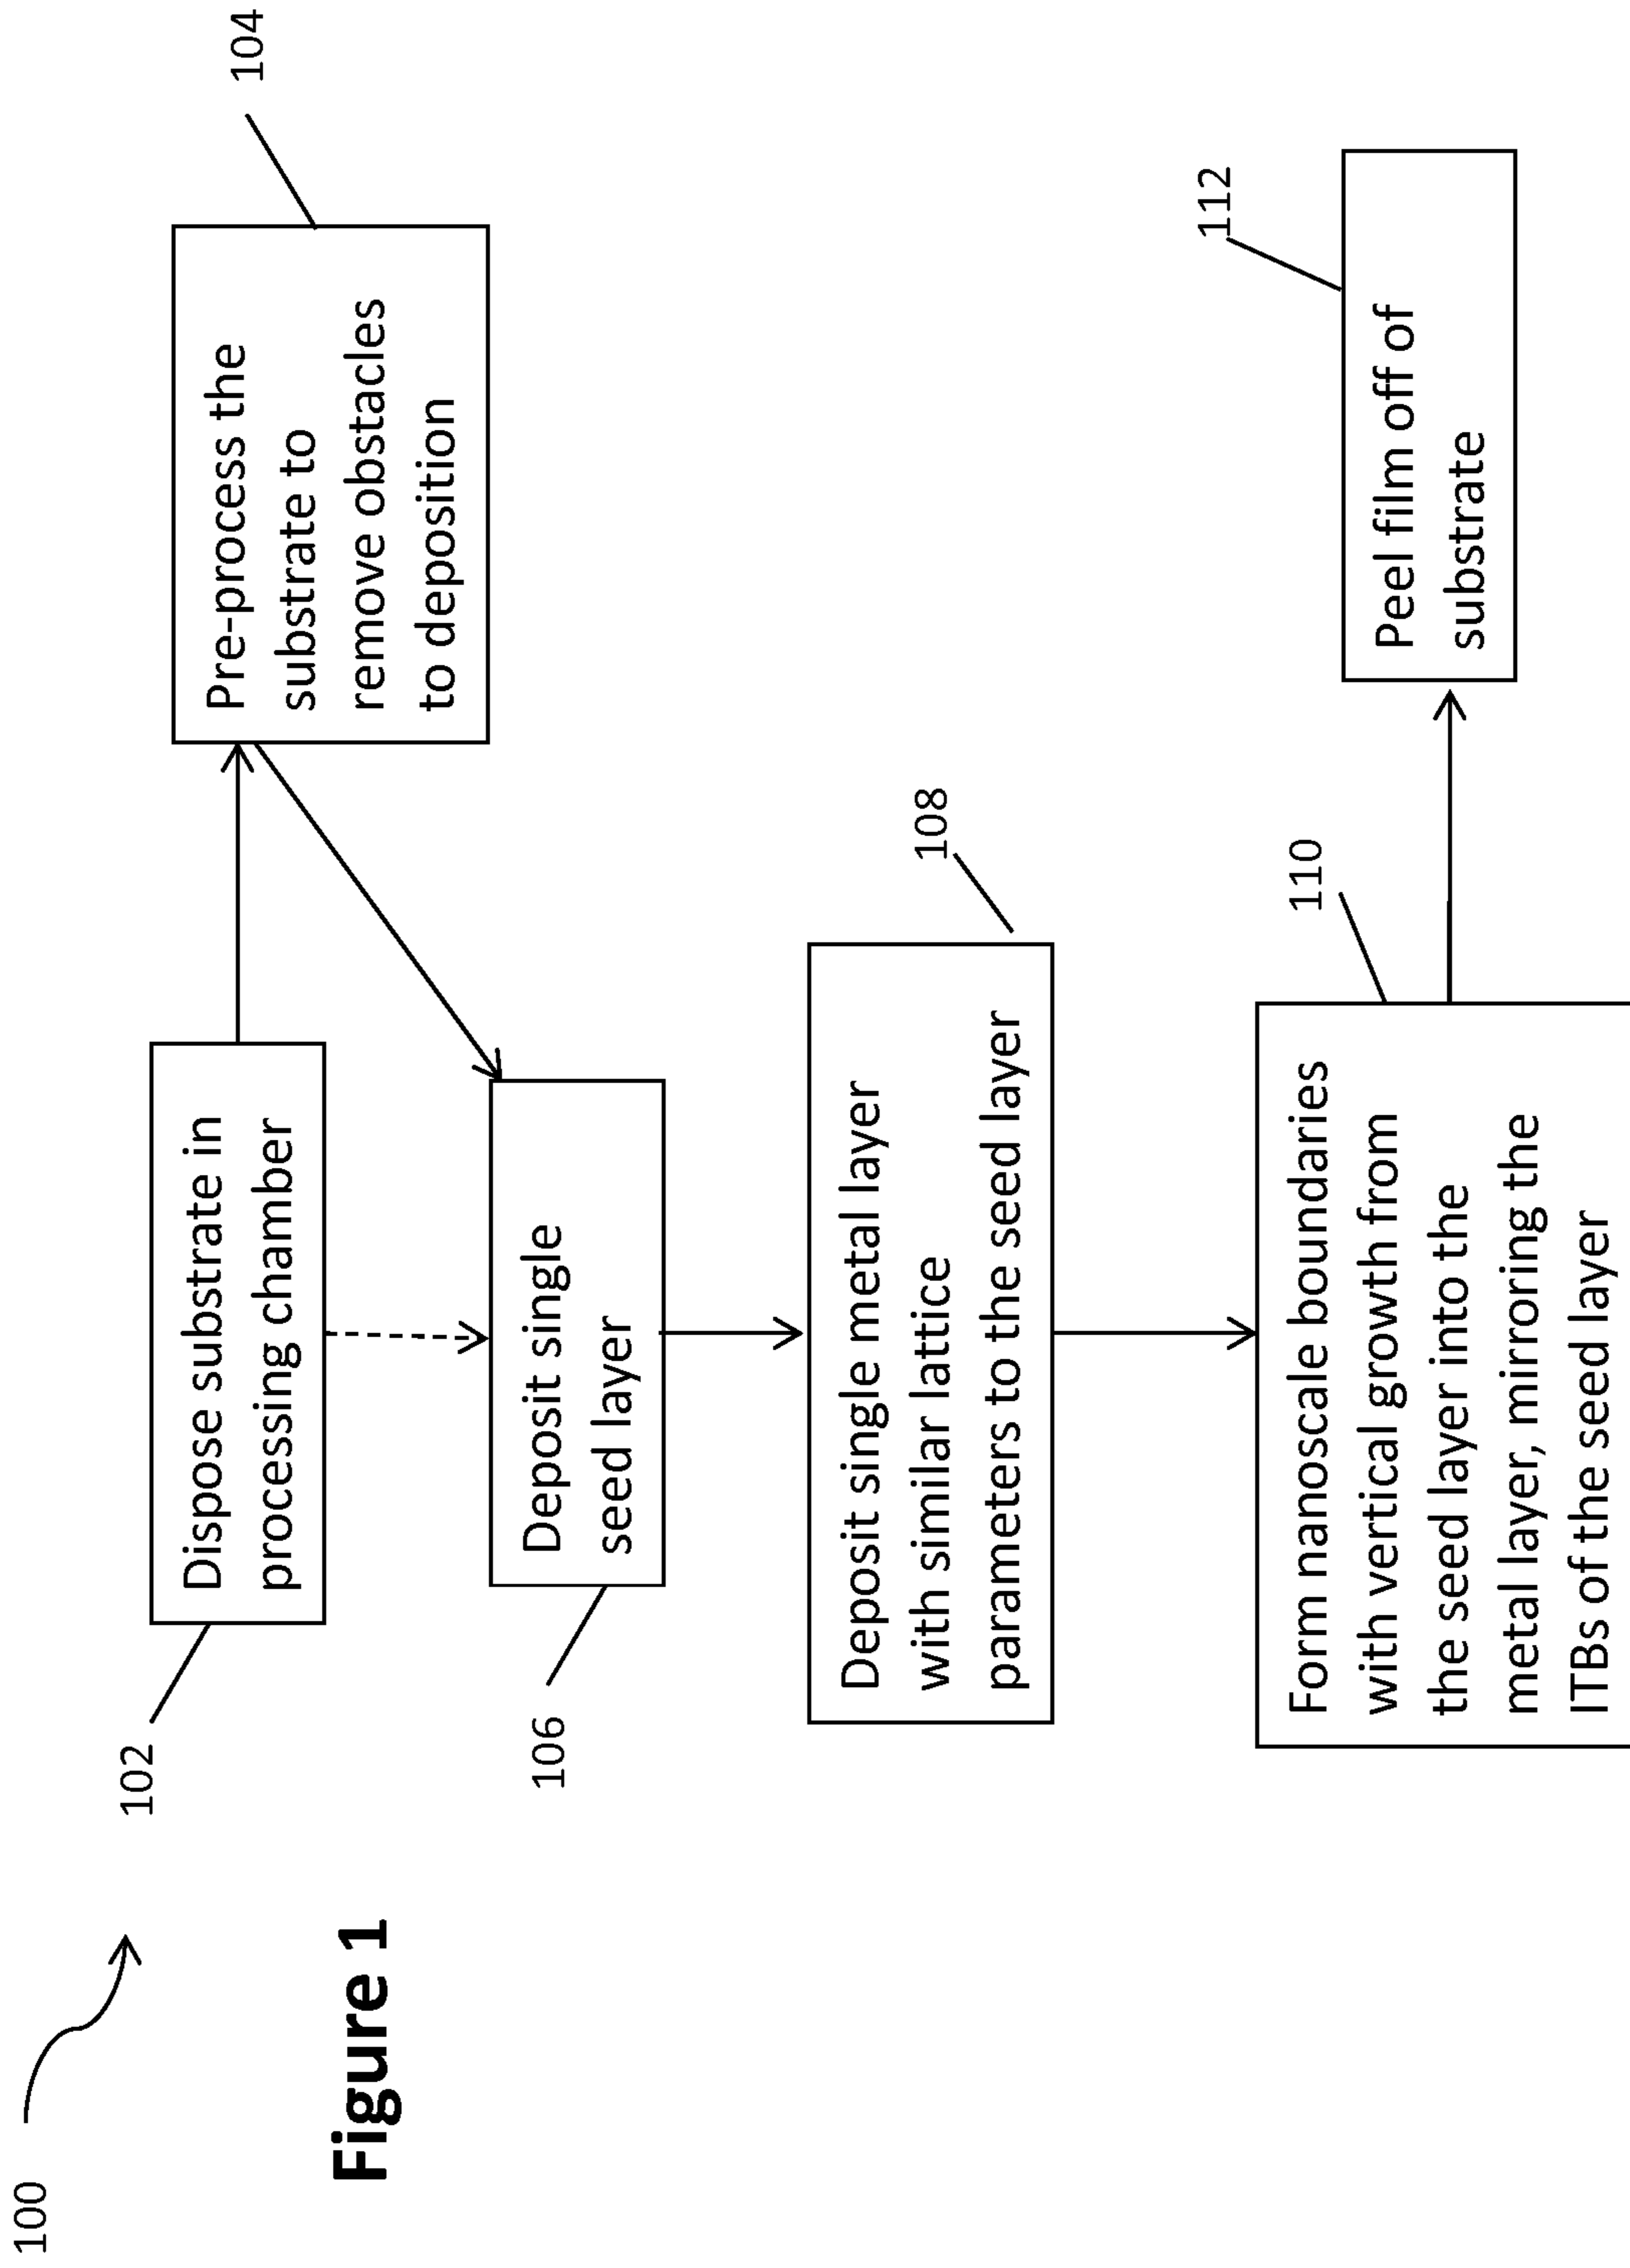 100
Figure 1
102
Dispose substrate in
processing chamber
104
Pre-process the
substrate to
remove obstacles
to deposition
106
Deposit single
seed layer
108
Deposit single metal layer
with similar lattice
parameters to the seed layer
110
Form nanoscale boundaries
with vertical growth from
the seed layer into the
metal layer, mirroring the
ITBs of the seed layer
112
Peel film off of
substrate